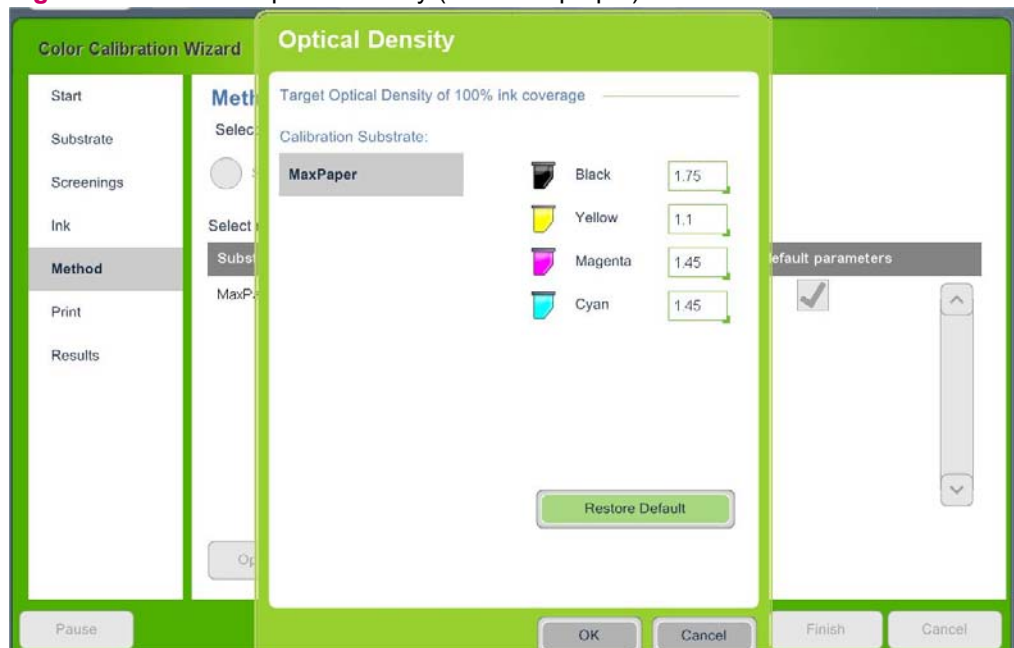 Color Calibration Wizard
Optical Density
Start
Substrate
Screenings
Ink
Method
Print
Results
Target Optical Density of 100% ink coverage
Calibration Substrate:
MaxPaper
Black 1.75
Yellow 1.1
Magenta 1.45
Cyan 1.45
Restore Default
Selec
Select
Subst
efault parameters
MaxP
Op
Pause
OK
Cancel
Finish
Cancel